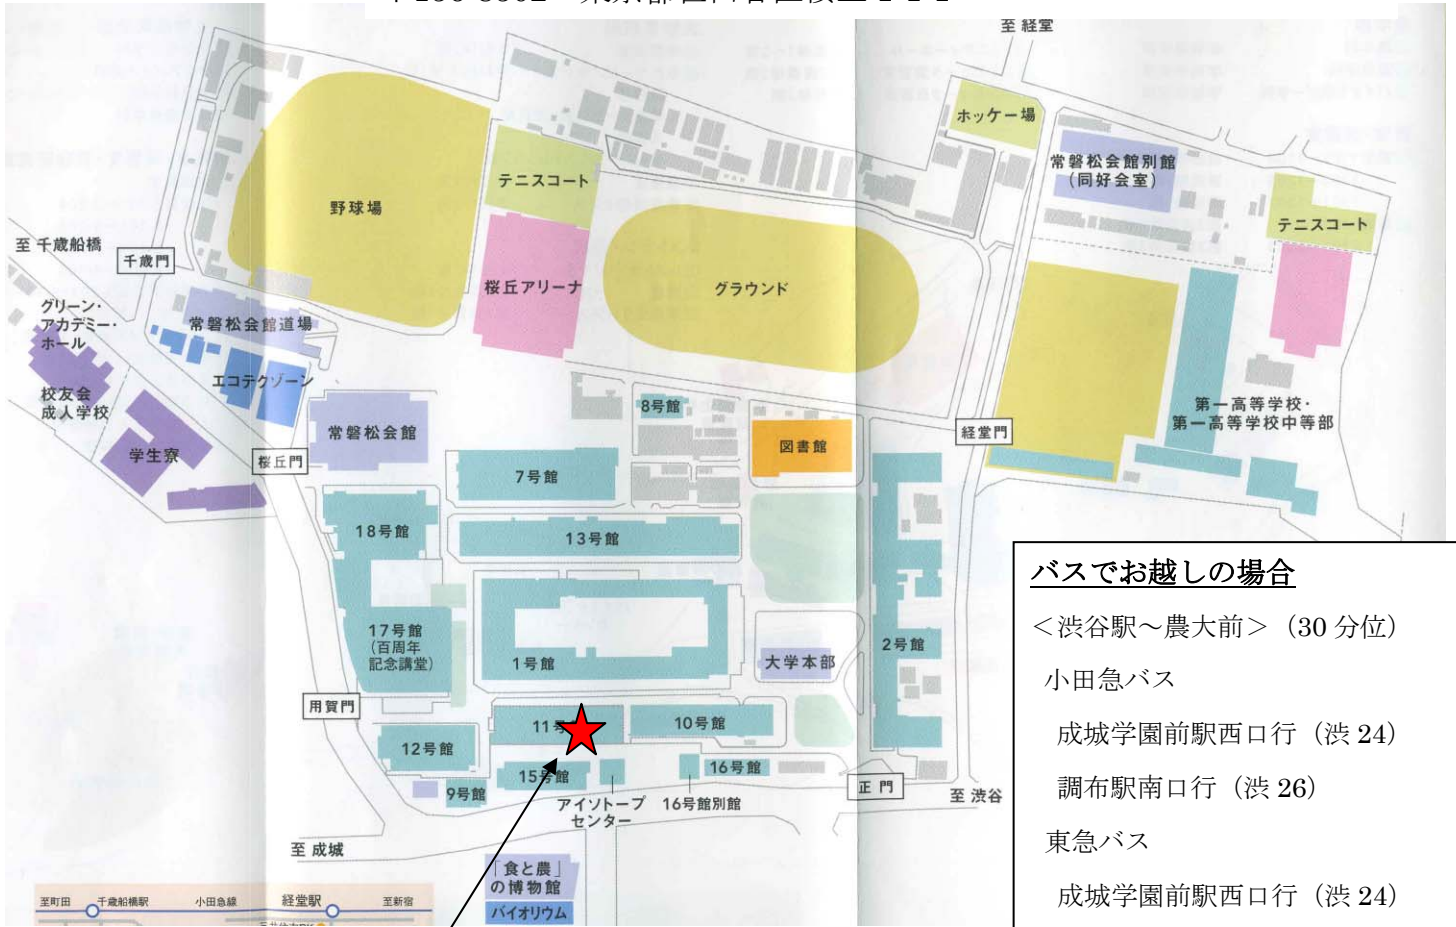 至 経堂
ホッケー場
常磐松会館別館
(同好会室)
テニスコート
野球場
テニスコート
至 千歳船橋
千歳門
桜丘アリーナ
グラウンド
グリーン・
アカデミー・
ホール
常磐松会館道場
エコテクゾーン
校友会
成人学校
8号館
第一高等学校・
第一高等学校中等部
常磐松会館
経堂門
図書館
学生寮
桜丘門
7号館
18号館
13号館
バスでお越しの場合
<渋谷駅～農大前>（30 分位）
小田急バス
成城学園前駅西口行（渋 24）
調布駅南口行（渋 26）
東急バス
成城学園前駅西口行（渋 24）
17号館
(百周年
記念講堂)
1号館
大学本部
2号館
用賀門
11号
10号館
12号館
15号館
16号館
9号館
アイソトープ
センター
16号館別館
正門
至 渋谷
至 成城
「食と農」
の博物館
バイオリウム
至町田
千歳船橋駅
小田急線
経堂駅
至新宿